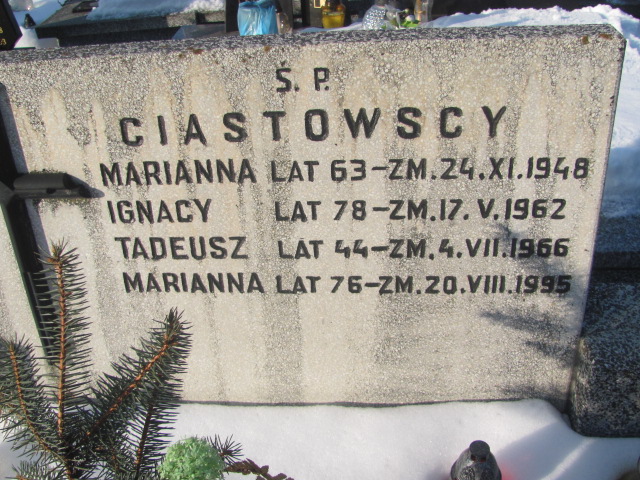 Ś. P.
CIASTOWSCY
MARIANNA LAT 63-ZM.24.XI.1948
IGNACY LAT 78-ZM.17.V.1962
TADEUSZ LAT 44-ZM.4.VII.1966
MARIANNA LAT 76-ZM.20.VIII.1995